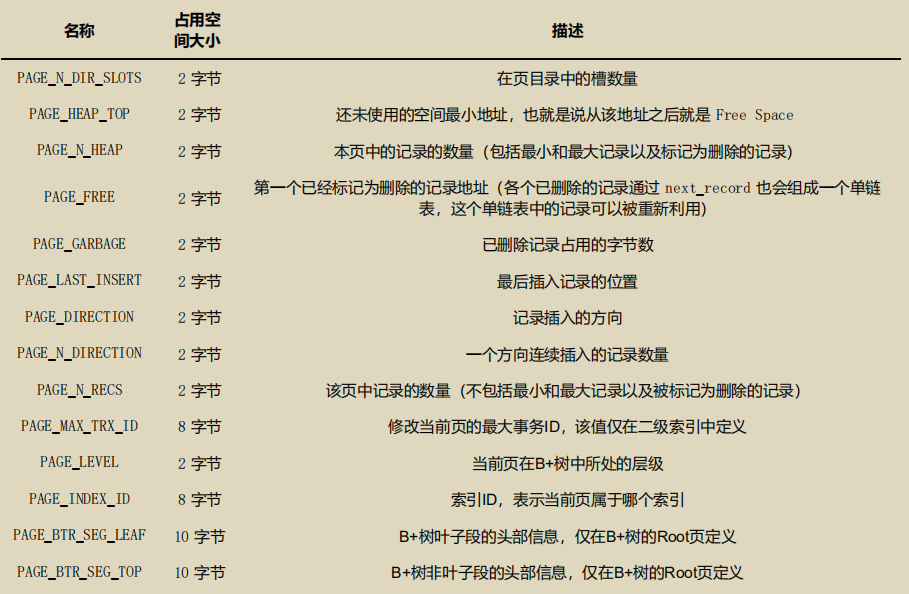 名称 占用空间大小 描述
PAGE_N_DIR_SLOTS 2 字节 在页目录中的槽数量
PAGE_HEAP_TOP 2 字节 还未使用的空间最小地址，也就是说从该地址之后就是 Free Space
PAGE_N_HEAP 2 字节 本页中的记录的数量（包括最小和最大记录以及标记为删除的记录）
PAGE_FREE 2 字节 第一个已经标记为删除的记录地址（各个已删除的记录通过 next_record 也会组成一个单链
表，这个单链表中的记录可以被重新利用）
PAGE_GARBAGE 2 字节 已删除记录占用的字节数
PAGE_LAST_INSERT 2 字节 最后插入记录的位置
PAGE_DIRECTION 2 字节 记录插入的方向
PAGE_N_DIRECTION 2 字节 一个方向连续插入的记录数量
PAGE_N_RECS 2 字节 该页中记录的数量（不包括最小和最大记录以及被标记为删除的记录）
PAGE_MAX_TRX_ID 8 字节 修改当前页的最大事务ID，该值仅在二级索引中定义
PAGE_LEVEL 2 字节 当前页在B+树中所处的层级
PAGE_INDEX_ID 8 字节 索引ID，表示当前页属于哪个索引
PAGE_BTR_SEG_LEAF 10 字节 B+树叶子段的头部信息，仅在B+树的Root页定义
PAGE_BTR_SEG_TOP 10 字节 B+树非叶子段的头部信息，仅在B+树的Root页定义